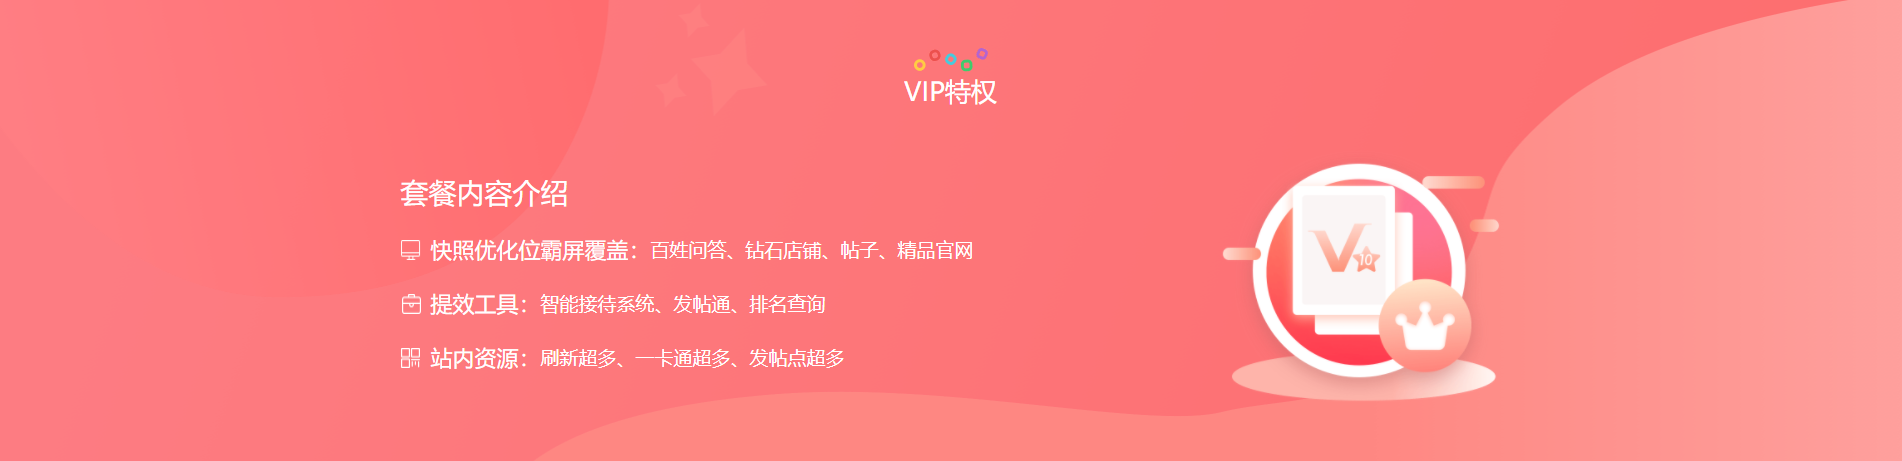 VIP特权
套餐内容介绍
快照优化位霸屏覆盖：百姓问答、钻石店铺、帖子、精品官网
提效工具：智能接待系统、发帖通、排名查询
站内资源：刷新超多、一卡通超多、发帖点超多
V
10